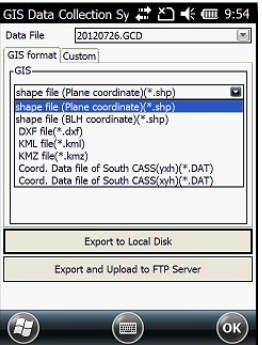 GIS Data Collection Sy 9:54
Data File 20120726.GCD
GIS format Custom
GIS
shape file (Plane coordinate)(*.shp)
shape file (Plane coordinate)(*.shp)
shape file (BLH coordinate)(*.shp)
DXF file(*.dxf)
KML file(*.kml)
KMZ file(*.kmz)
Coord. Data file of South CASS(yxh)(*.DAT)
Coord. Data file of South CASS(xyh)(*.DAT)
Export to Local Disk
Export and Upload to FTP Server
OK